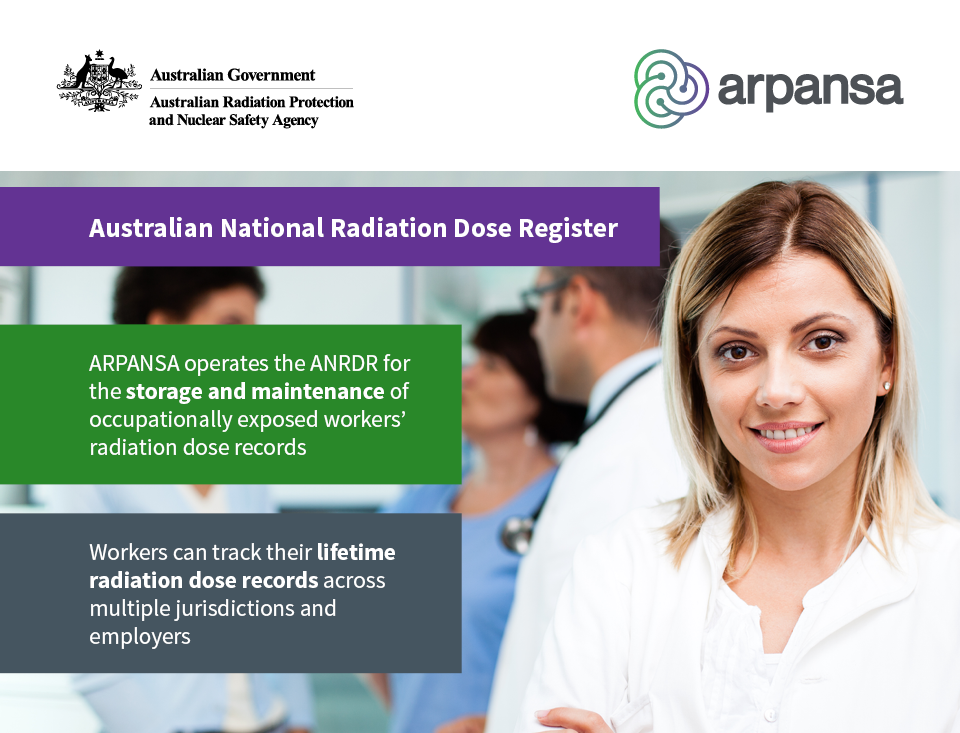 Australian Government
Australian Radiation Protection
and Nuclear Safety Agency
arpansa
Australian National Radiation Dose Register
ARPANSA operates the ANRDR for
the storage and maintenance of
occupationally exposed workers’
radiation dose records
Workers can track their lifetime
radiation dose records across
multiple jurisdictions and
employers